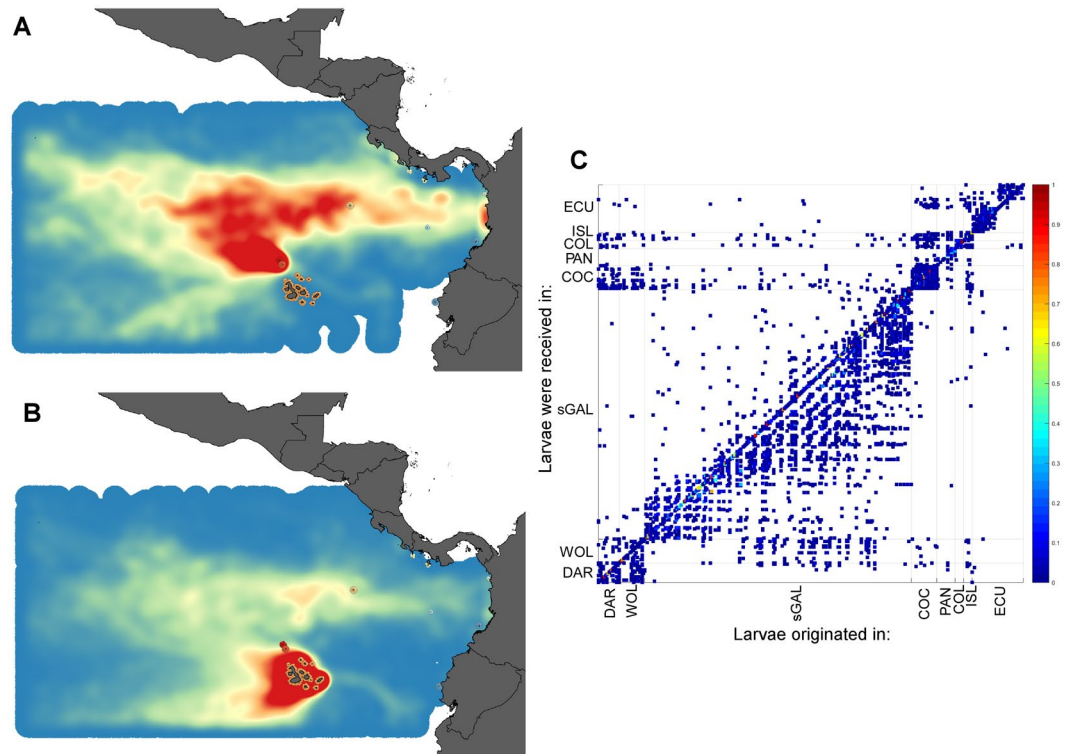 A
B
C
Larvae were received in:
ECU
ISL
COL
PAN
COC
sGAL
WOL
DAR
DAR
WOL
sGAL
COC
PAN
COL
ISL
ECU
Larvae originated in:
1
0.9
0.8
0.7
0.6
0.5
0.4
0.3
0.2
0.1
0